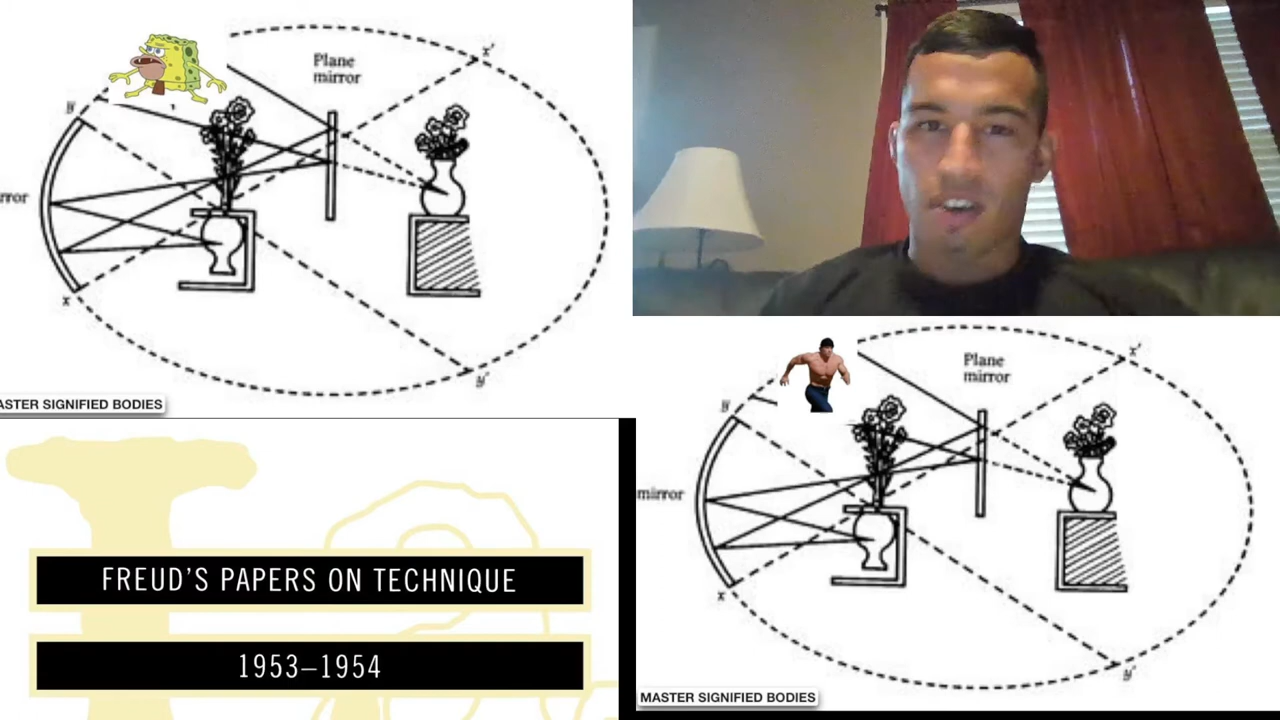 Plane
mirror
x'
y
rror
x
y'
ASTER SIGNIFIED BODIES
FREUD'S PAPERS ON TECHNIQUE
1953–1954
Plane
mirror
x'
y
mirror
x
y'
MASTER SIGNIFIED BODIES